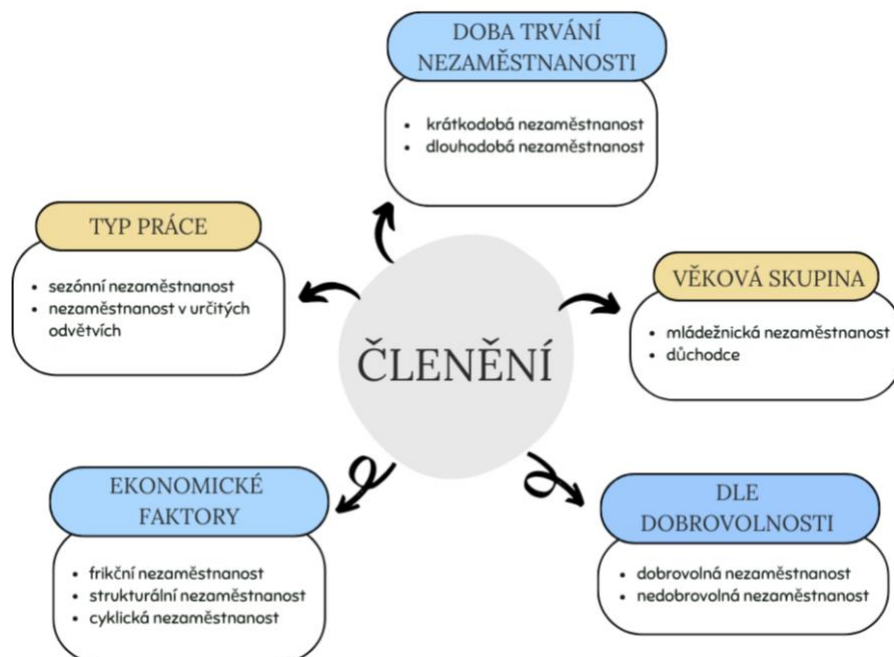 DOBA TRVÁNÍ
NEZAMĚSTNANOSTI
• krátkodobá nezaměstnanost
• dlouhodobá nezaměstnanost
TYP PRÁCE
• sezónní nezaměstnanost
• nezaměstnanost v určitých
odvětvích
VĚKOVÁ SKUPINA
• mládežnická nezaměstnanost
• důchodce
ČLENĚNÍ
EKONOMICKÉ
FAKTORY
• frikční nezaměstnanost
• strukturální nezaměstnanost
• cyklická nezaměstnanost
DLE
DOBROVOLNOSTI
• dobrovolná nezaměstnanost
• nedobrovolná nezaměstnanost